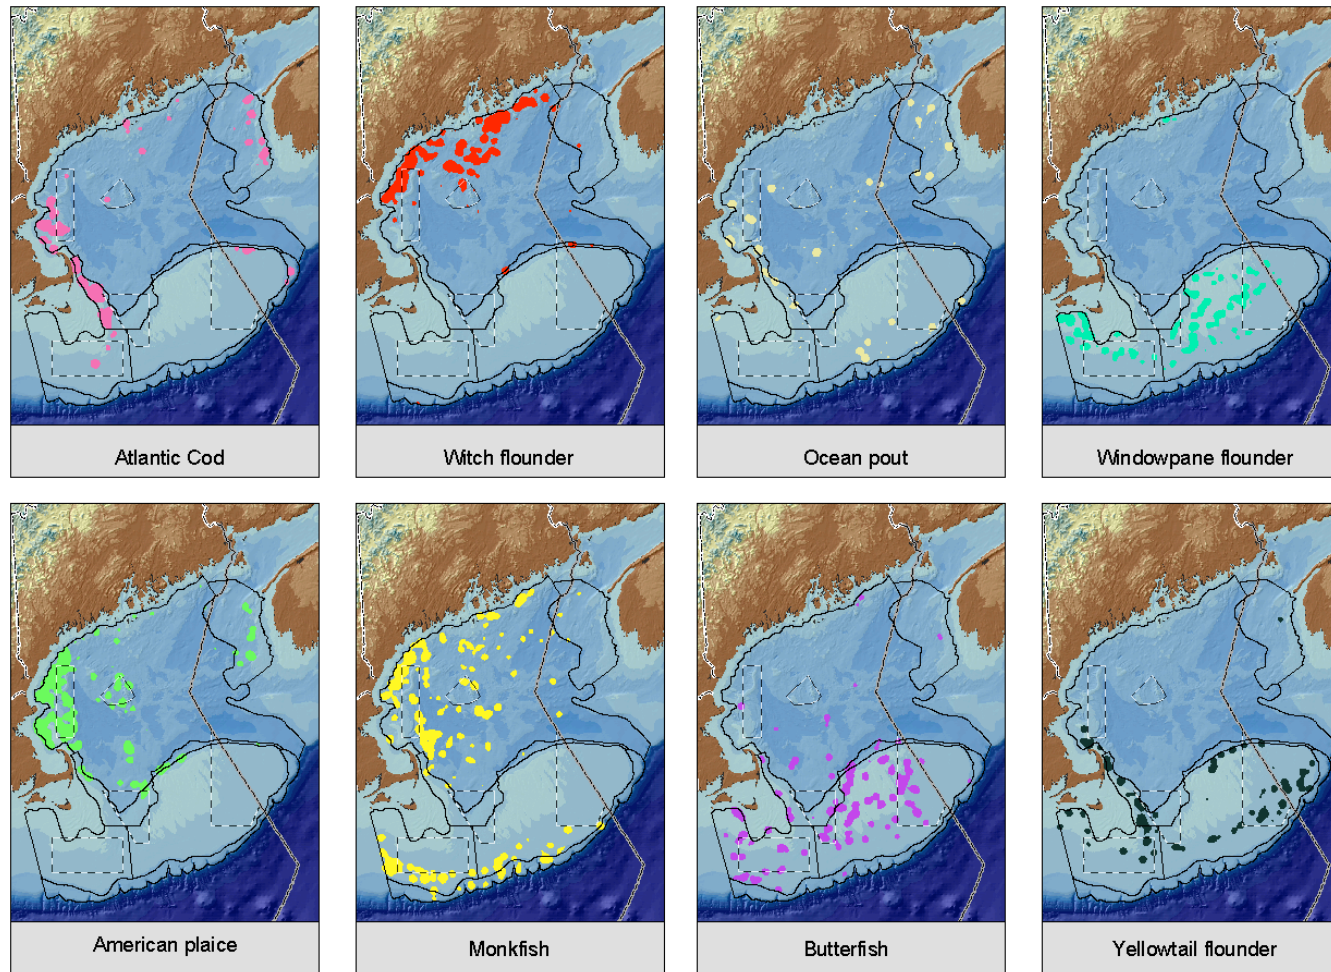 Atlantic Cod
Witch flounder
Ocean pout
Windowpane flounder
American plaice
Monkfish
Butterfish
Yellowtail flounder